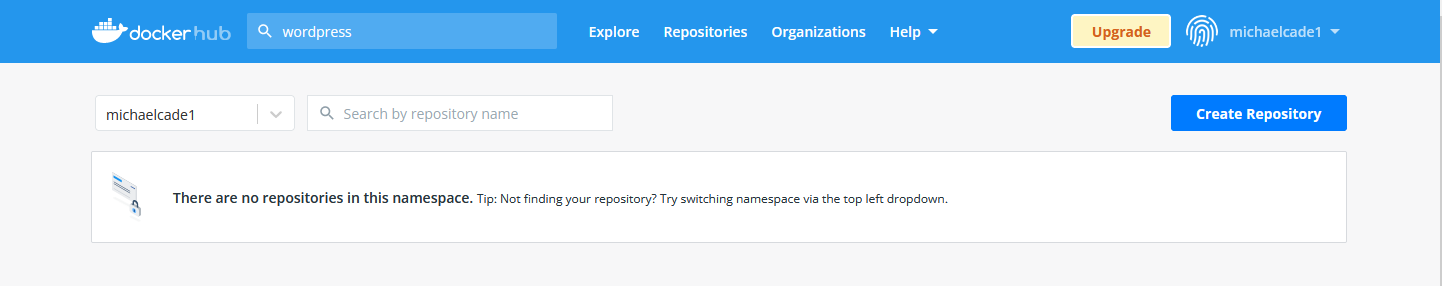 docker hub
wordpress
Explore
Repositories
Organizations
Help
Upgrade
michaelcade1
michaelcade1
Search by repository name
Create Repository
There are no repositories in this namespace. Tip: Not finding your repository? Try switching namespace via the top left dropdown.